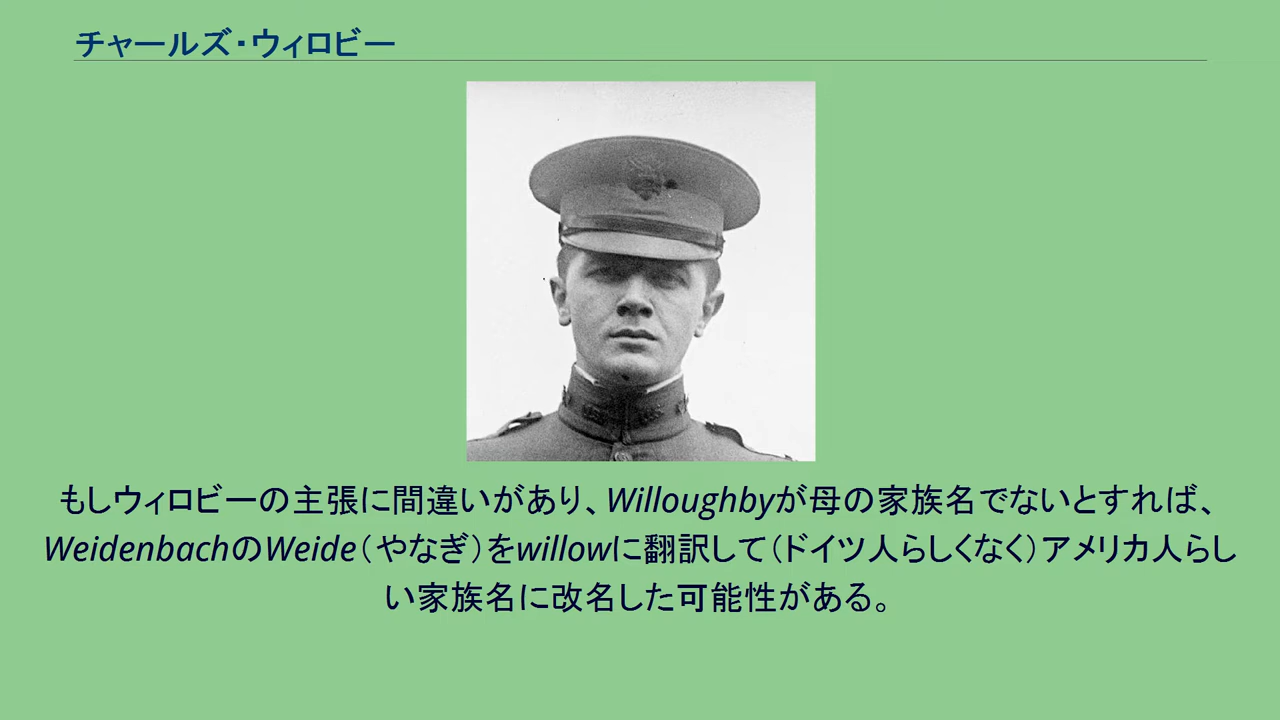 チャールズ・ウィロビー
もしウィロビーの主張に間違いがあり、Willoughbyが母の家族名でないとすれば、
WeidenbachのWeide（やなぎ）をwillowに翻訳して（ドイツ人らしくなく）アメリカ人らし
い家族名に改名した可能性がある。